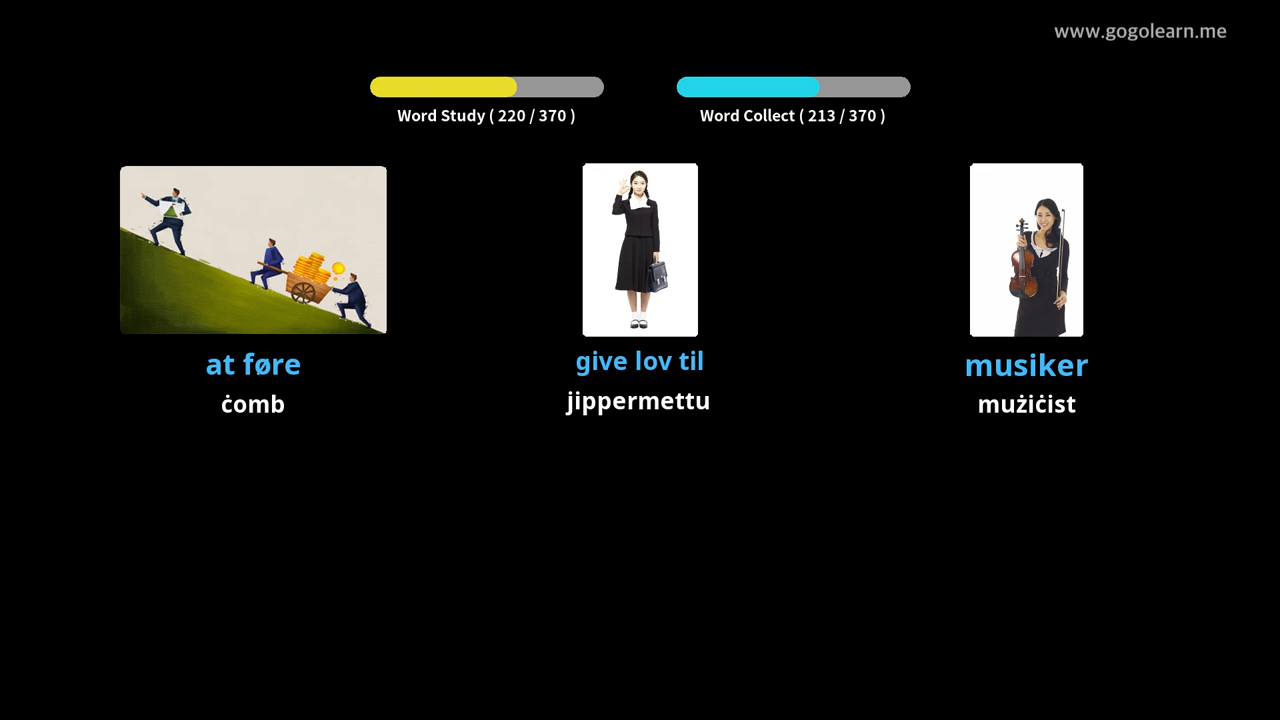 www.gogolearn.me
Word Study ( 220 / 370 )
Word Collect ( 213 / 370 )
at føre
ċomb
give lov til
jippermettu
musiker
mużiċist